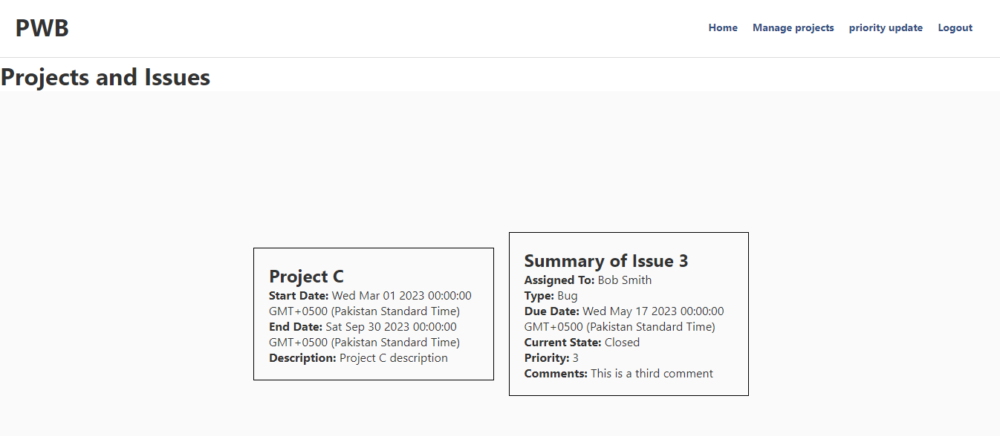 PWB
Home Manage projects priority update Logout
Projects and Issues
Project C
Start Date: Wed Mar 01 2023 00:00:00
GMT+0500 (Pakistan Standard Time)
End Date: Sat Sep 30 2023 00:00:00
GMT+0500 (Pakistan Standard Time)
Description: Project C description
Summary of Issue 3
Assigned To: Bob Smith
Type: Bug
Due Date: Wed May 17 2023 00:00:00
GMT+0500 (Pakistan Standard Time)
Current State: Closed
Priority: 3
Comments: This is a third comment